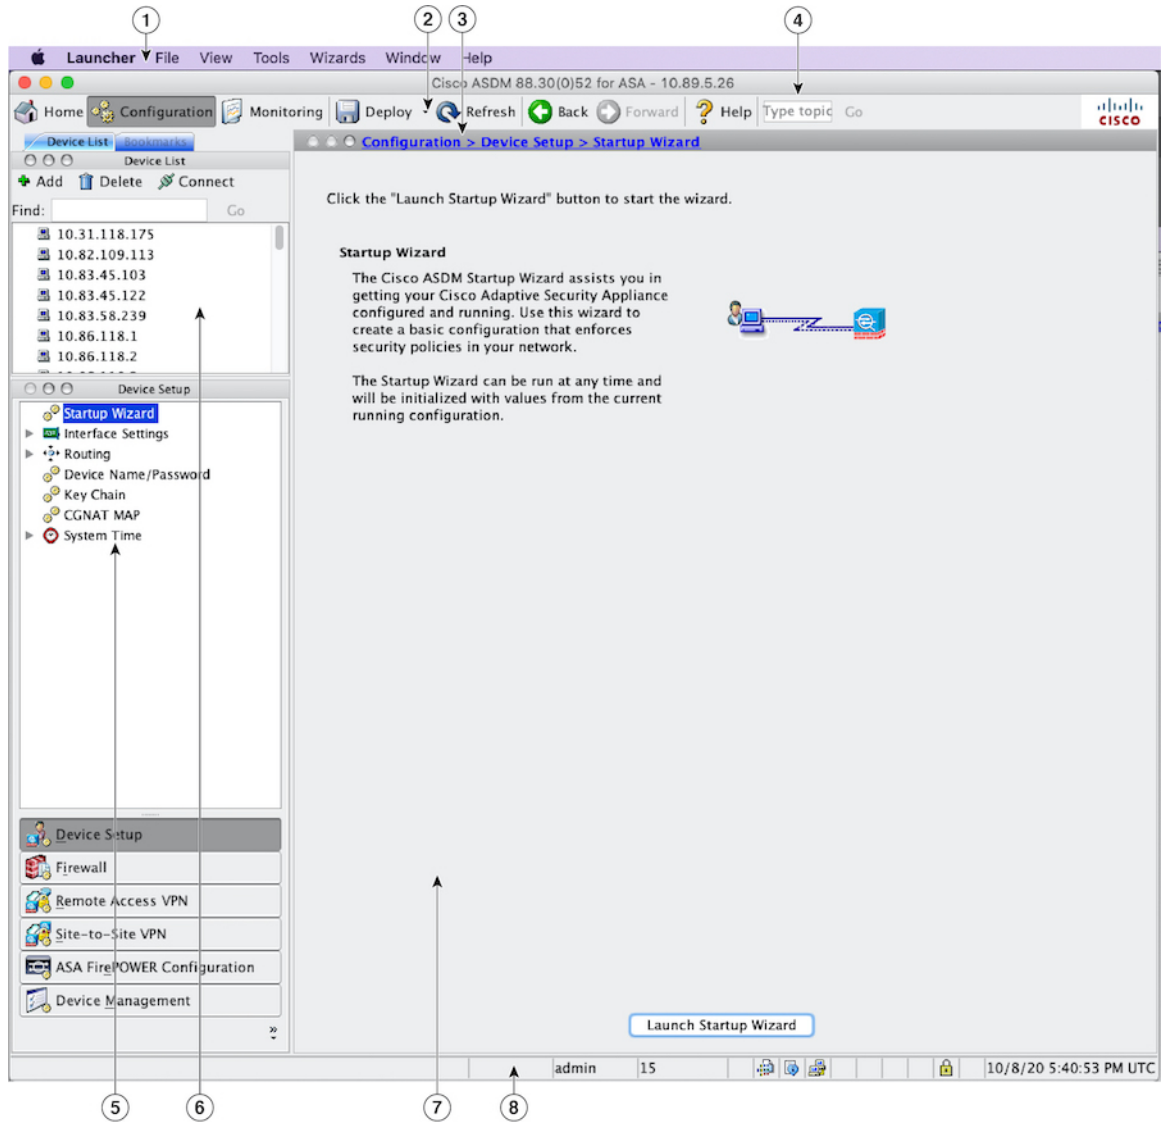 1 2 3 4
Launcher File View Tools Wizards Window Help
Cisco ASDM 88.30(0)52 for ASA - 10.89.5.26
Home Configuration Monitoring Deploy Refresh Back Forward Help Type topic Go
cisco
Device List Bookmarks
Device List
Add Delete Connect
Find: Go
10.31.118.175
10.82.109.113
10.83.45.103
10.83.45.122
10.83.58.239
10.86.118.1
10.86.118.2
Device Setup
Startup Wizard
Interface Settings
Routing
Device Name/Password
Key Chain
CGNAT MAP
System Time
Device Setup
Firewall
Remote Access VPN
Site-to-Site VPN
ASA FirePOWER Configuration
Device Management
»
Configuration > Device Setup > Startup Wizard
Click the "Launch Startup Wizard" button to start the wizard.
Startup Wizard
The Cisco ASDM Startup Wizard assists you in
getting your Cisco Adaptive Security Appliance
configured and running. Use this wizard to
create a basic configuration that enforces
security policies in your network.
The Startup Wizard can be run at any time and
will be initialized with values from the current
running configuration.
Launch Startup Wizard
admin 15 10/8/20 5:40:53 PM UTC
5 6 7 8